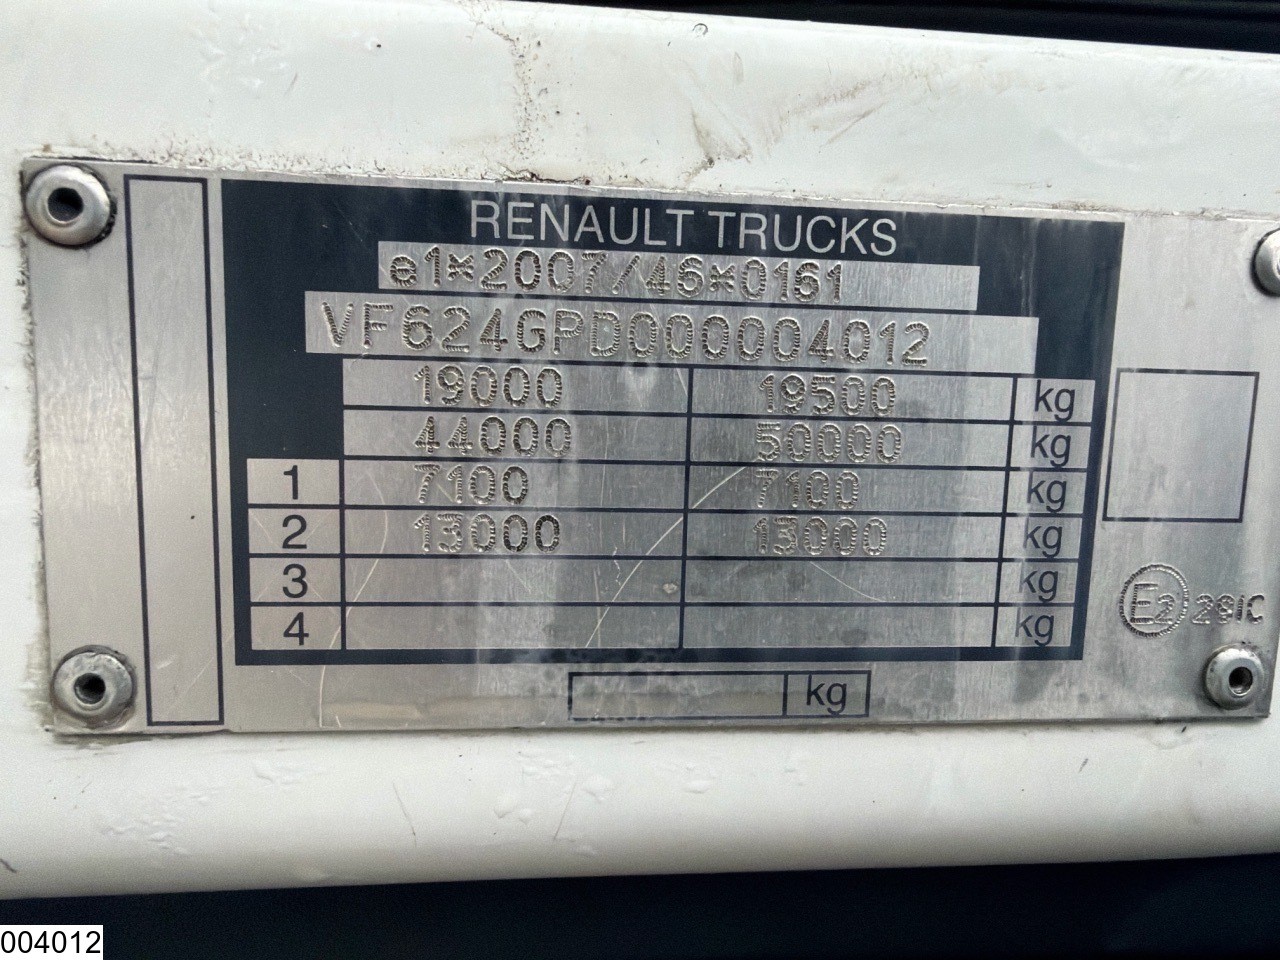 RENAULT TRUCKS
e1*2007/46*0161
VF624GPD000004012
19000 19500 kg
44000 50000 kg
1 7100 7100 kg
2 13000 13000 kg
3 kg
4 kg
kg
E2
004012